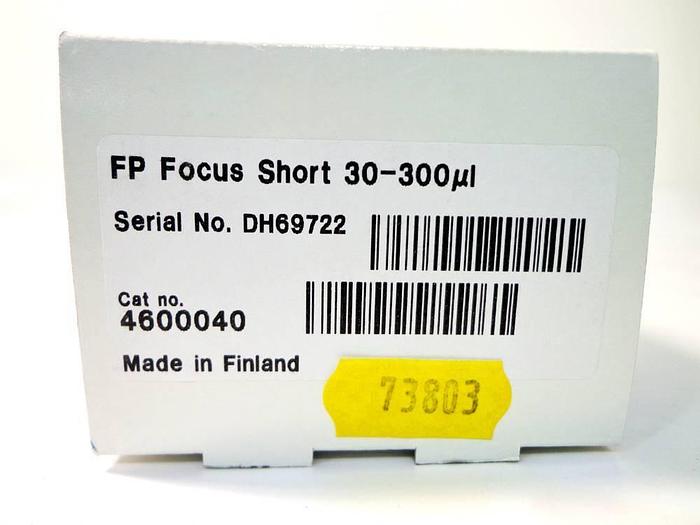 FP Focus Short 30-300µl
Serial No. DH69722
Cat no.
4600040
Made in Finland
73803